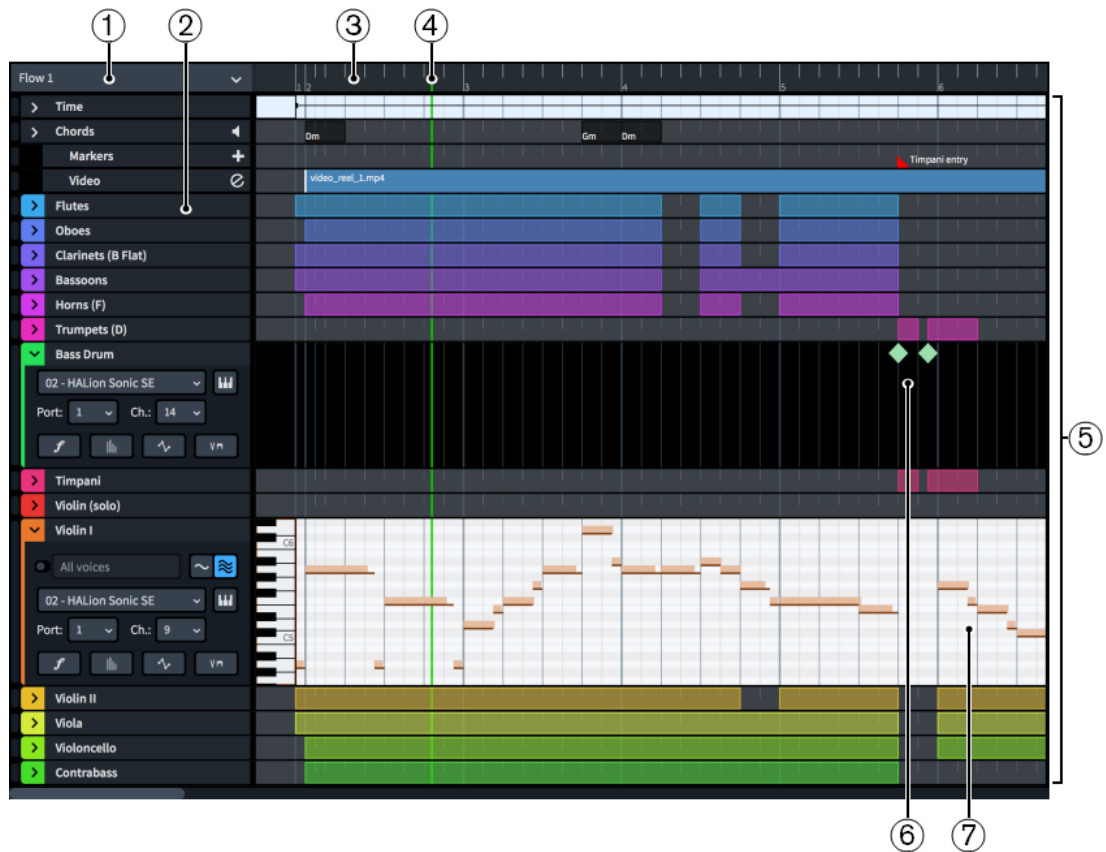 ① ② ③ ④
Flow 1
1 2 3 4 5 6
Time
Chords
Dm Gm Dm
Markers
Timpani entry
Video
video_reel_1.mp4
Flutes
Oboes
Clarinets (B Flat)
Bassoons
Horns (F)
Trumpets (D)
Bass Drum
02 - HALion Sonic SE
Port: 1 Ch.: 14
⑤
Timpani
Violin (solo)
Violin I
C6
All voices
02 - HALion Sonic SE
Port: 1 Ch.: 9
C5
Violin II
Viola
Violoncello
Contrabass
⑥ ⑦